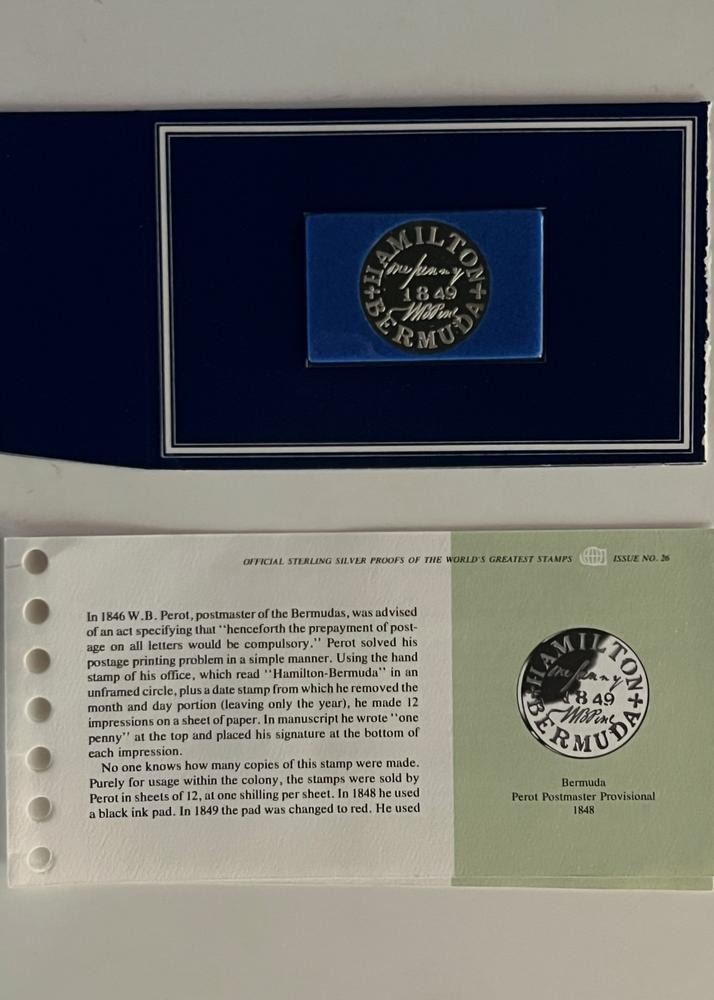 HAMILTON
one penny
1849
W.B. Perot
BERMUDA
OFFICIAL STERLING SILVER PROOFS OF THE WORLD'S GREATEST STAMPS ISSUE NO. 26
In 1846 W.B. Perot, postmaster of the Bermudas, was advised
of an act specifying that "henceforth the prepayment of post-
age on all letters would be compulsory." Perot solved his
postage printing problem in a simple manner. Using the hand
stamp of his office, which read "Hamilton-Bermuda" in an
unframed circle, plus a date stamp from which he removed the
month and day portion (leaving only the year), he made 12
impressions on a sheet of paper. In manuscript he wrote "one
penny" at the top and placed his signature at the bottom of
each impression.
No one knows how many copies of this stamp were made.
Purely for usage within the colony, the stamps were sold by
Perot in sheets of 12, at one shilling per sheet. In 1848 he used
a black ink pad. In 1849 the pad was changed to red. He used
HAMILTON
one penny
1849
BERMUDA
Bermuda
Perot Postmaster Provisional
1848